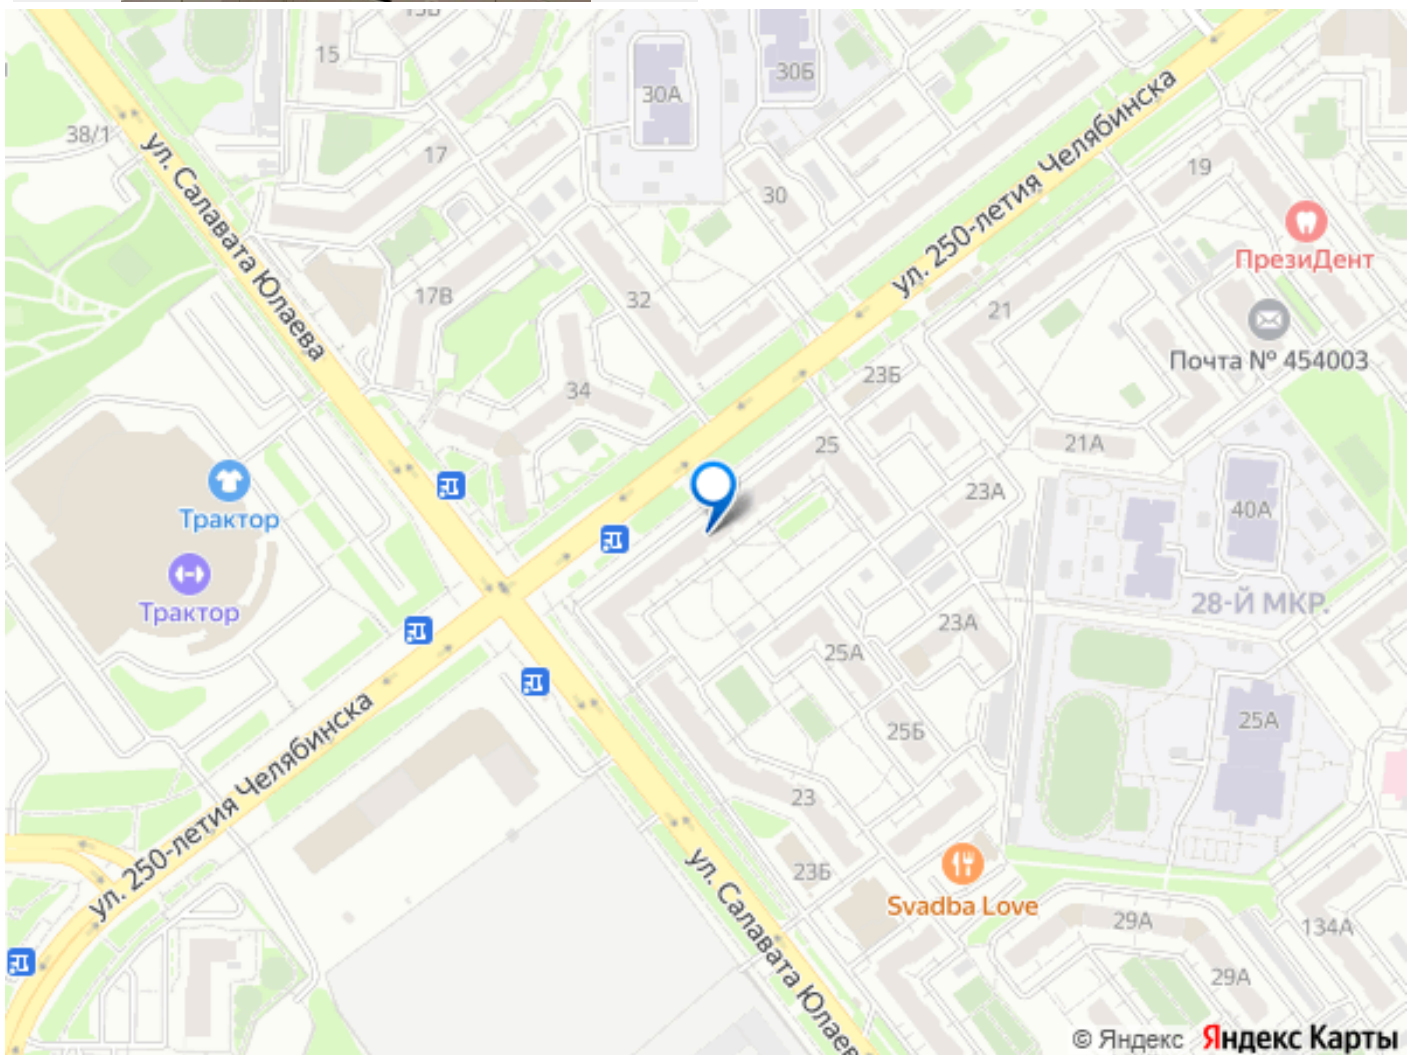 15В
15
30Б
30А
38/1
17
19
30
ул. Салавата Юлаева
ул. 250-летия Челябинска
ПрезиДент
17В
32
21
Почта № 454003
23Б
34
25
21А
23А
40А
Трактор
Трактор
28-Й МКР.
23А
25А
25Б
25А
ул. 250-летия Челябинска
23
23Б
ул. Салавата Юлаев
Svadba Love
29А
134А
29А
© Яндекс Яндекс Карты